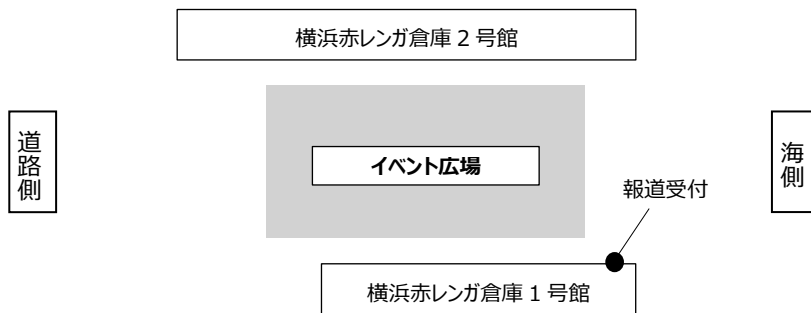 横浜赤レンガ倉庫２号館
道路側
イベント広場
海側
報道受付
横浜赤レンガ倉庫１号館